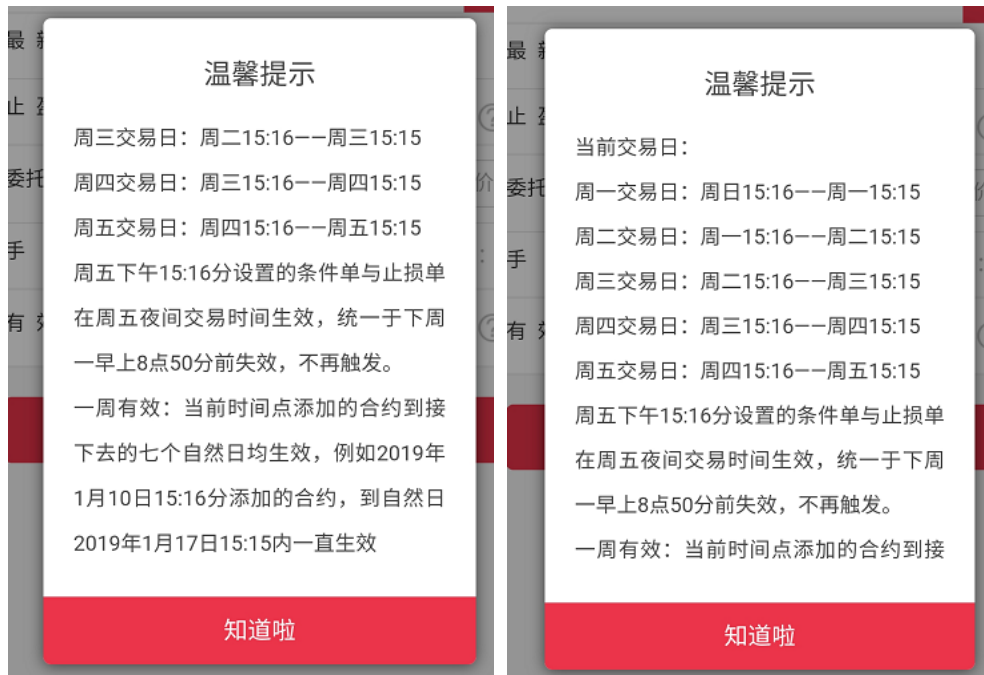 最 新
止 盈
委托
价
手
:
有 效
温馨提示
周三交易日：周二15:16——周三15:15
周四交易日：周三15:16——周四15:15
周五交易日：周四15:16——周五15:15
周五下午15:16分设置的条件单与止损单
在周五夜间交易时间生效，统一于下周
一早上8点50分前失效，不再触发。
一周有效：当前时间点添加的合约到接
下去的七个自然日均生效，例如2019年
1月10日15:16分添加的合约，到自然日
2019年1月17日15:15内一直生效
知道啦
最
止
委托
手
有
温馨提示
当前交易日：
周一交易日：周日15:16——周一15:15
周二交易日：周一15:16——周二15:15
周三交易日：周二15:16——周三15:15
周四交易日：周三15:16——周四15:15
周五交易日：周四15:16——周五15:15
周五下午15:16分设置的条件单与止损单
在周五夜间交易时间生效，统一于下周
一早上8点50分前失效，不再触发。
一周有效：当前时间点添加的合约到接
知道啦